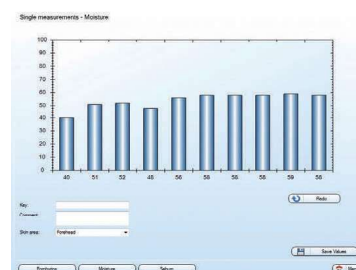 Single measurements - Moisture
100
90
80
70
60
50
40
30
20
10
0
40 51 52 48 56 58 58 58 59 58
Redo
Key:
Comment:
Skin area: Forehead
Save Values
Moisture
Sebum